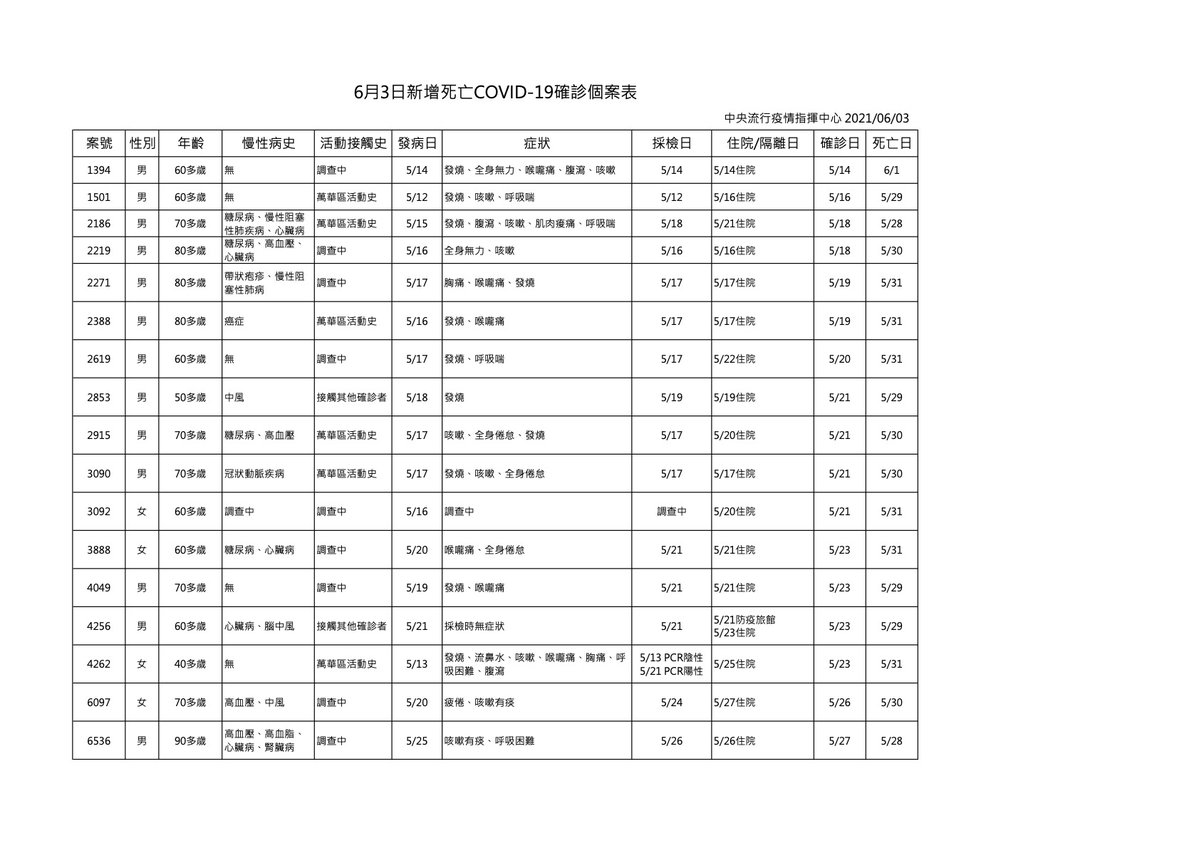 6月3日新增死亡COVID-19確診個案表
中央流行疫情指揮中心 2021/06/03
案號 性別 年齡 慢性病史 活動接觸史 發病日 症狀 採檢日 住院/隔離日 確診日 死亡日
1394 男 60多歲 無 調查中 5/14 發燒、全身無力、喉嚨痛、腹瀉、咳嗽 5/14 5/14住院 5/14 6/1
1501 男 60多歲 無 萬華區活動史 5/12 發燒、咳嗽、呼吸喘 5/12 5/16住院 5/16 5/29
2186 男 70多歲 糖尿病、慢性阻塞 萬華區活動史 5/15 發燒、腹瀉、咳嗽、肌肉痠痛、呼吸喘 5/18 5/21住院 5/18 5/28
性肺疾病、心臟病
2219 男 80多歲 糖尿病、高血壓、 調查中 5/16 全身無力、咳嗽 5/16 5/16住院 5/18 5/30
心臟病
2271 男 80多歲 帶狀疱疹、慢性阻 調查中 5/17 胸痛、喉嚨痛、發燒 5/17 5/17住院 5/19 5/31
塞性肺病
2388 男 80多歲 癌症 萬華區活動史 5/16 發燒、喉嚨痛 5/17 5/17住院 5/19 5/31
2619 男 60多歲 無 調查中 5/17 發燒、呼吸喘 5/17 5/22住院 5/20 5/31
2853 男 50多歲 中風 接觸其他確診者 5/18 發燒 5/19 5/19住院 5/21 5/29
2915 男 70多歲 糖尿病、高血壓 萬華區活動史 5/17 咳嗽、全身倦怠、發燒 5/17 5/20住院 5/21 5/30
3090 男 70多歲 冠狀動脈疾病 萬華區活動史 5/17 發燒、咳嗽、全身倦怠 5/17 5/17住院 5/21 5/30
3092 女 60多歲 調查中 調查中 5/16 調查中 調查中 5/20住院 5/21 5/31
3888 女 60多歲 糖尿病、心臟病 調查中 5/20 喉嚨痛、全身倦怠 5/21 5/21住院 5/23 5/31
4049 男 70多歲 無 調查中 5/19 發燒、喉嚨痛 5/21 5/21住院 5/23 5/29
4256 男 60多歲 心臟病、腦中風 接觸其他確診者 5/21 採檢時無症狀 5/21 5/21防疫旅館 5/23 5/29
5/23住院
4262 女 40多歲 無 萬華區活動史 5/13 發燒、流鼻水、咳嗽、喉嚨痛、胸痛、呼 5/13 PCR陰性 5/25住院 5/23 5/31
吸困難、腹瀉 5/21 PCR陽性
6097 女 70多歲 高血壓、中風 調查中 5/20 疲倦、咳嗽有痰 5/24 5/27住院 5/26 5/30
6536 男 90多歲 高血壓、高血脂、 調查中 5/25 咳嗽有痰、呼吸困難 5/26 5/26住院 5/27 5/28
心臟病、腎臟病